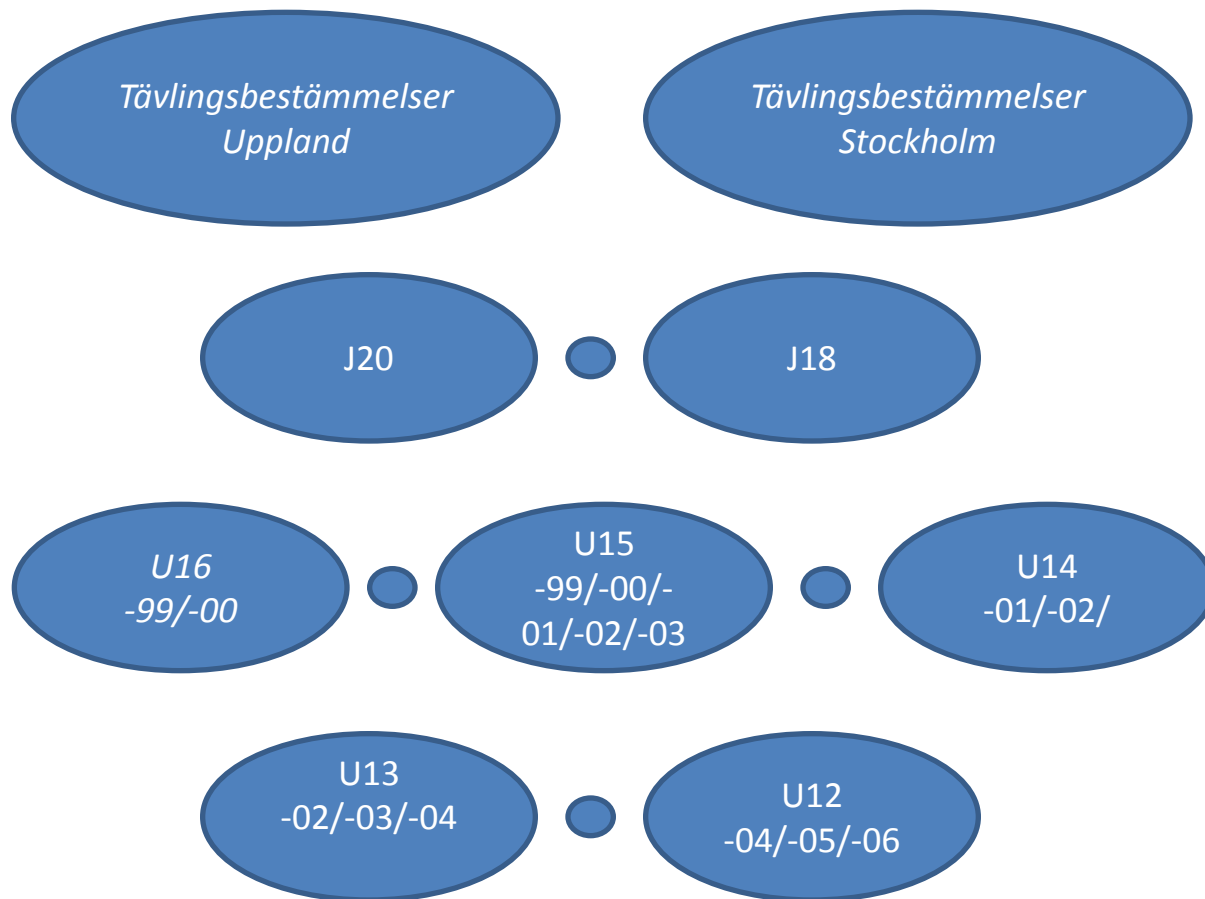 Tävlingsbestämmelser
Uppland
Tävlingsbestämmelser
Stockholm
J20
J18
U16
-99/-00
U15
-99/-00/-
01/-02/-03
U14
-01/-02/
U13
-02/-03/-04
U12
-04/-05/-06